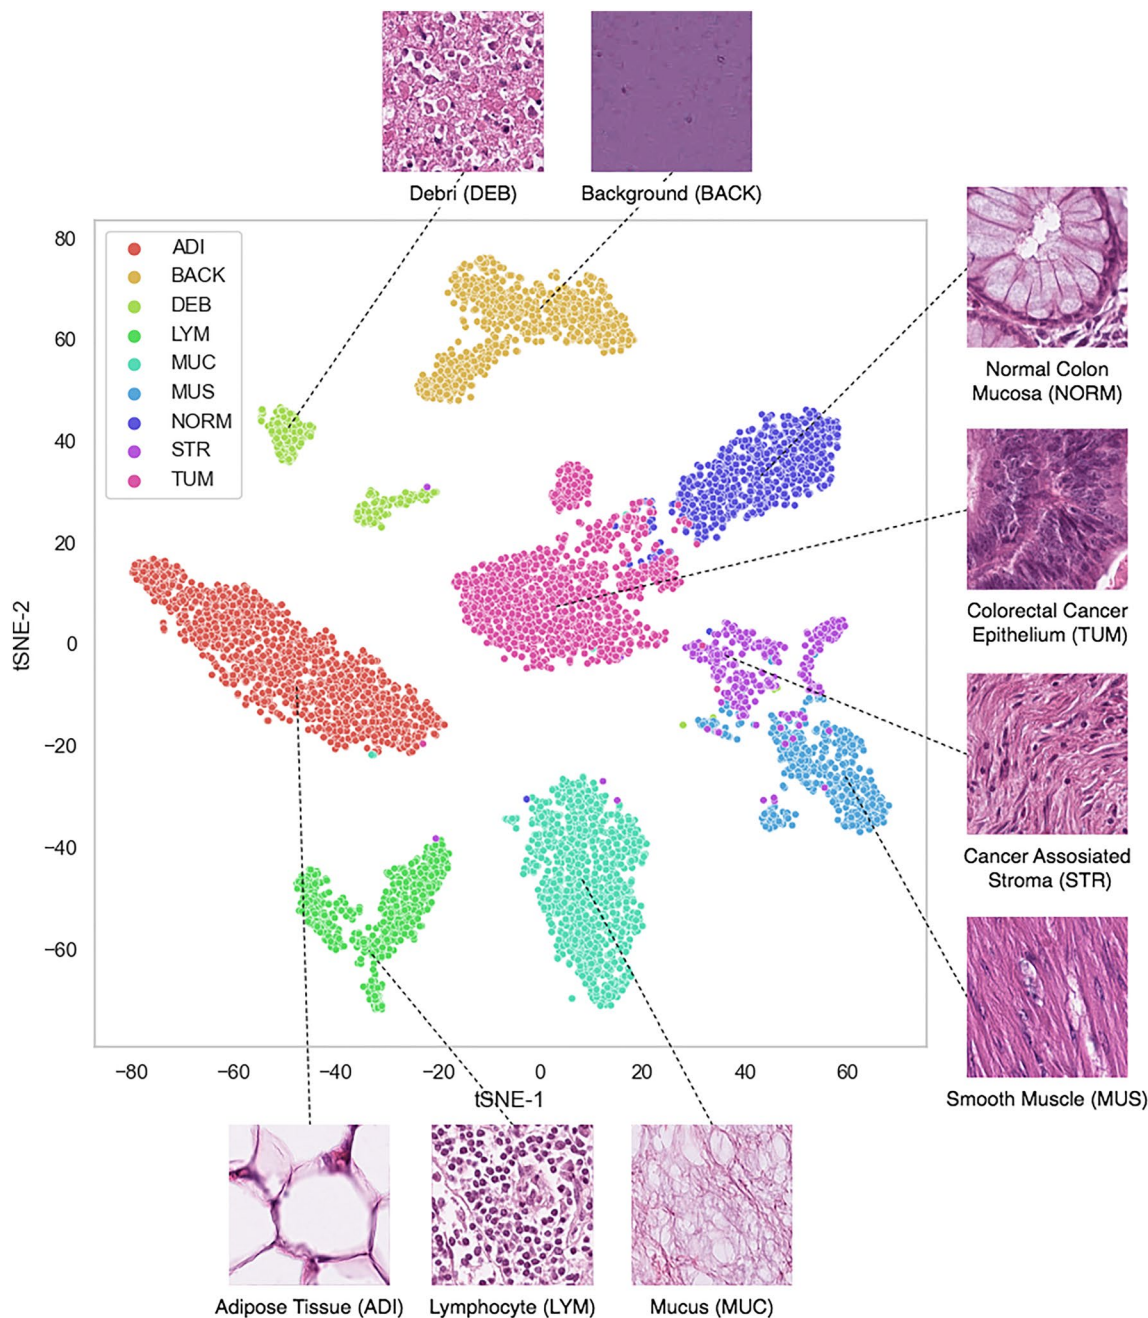 Debri (DEB)
Background (BACK)
Normal Colon
Mucosa (NORM)
Colorectal Cancer
Epithelium (TUM)
Cancer Assosiated
Stroma (STR)
Smooth Muscle (MUS)
ADI
BACK
DEB
LYM
MUC
MUS
NORM
STR
TUM
80
60
40
20
0
−20
−40
−60
tSNE-2
−80
−60
−40
−20
0
20
40
60
tSNE-1
Adipose Tissue (ADI)
Lymphocyte (LYM)
Mucus (MUC)